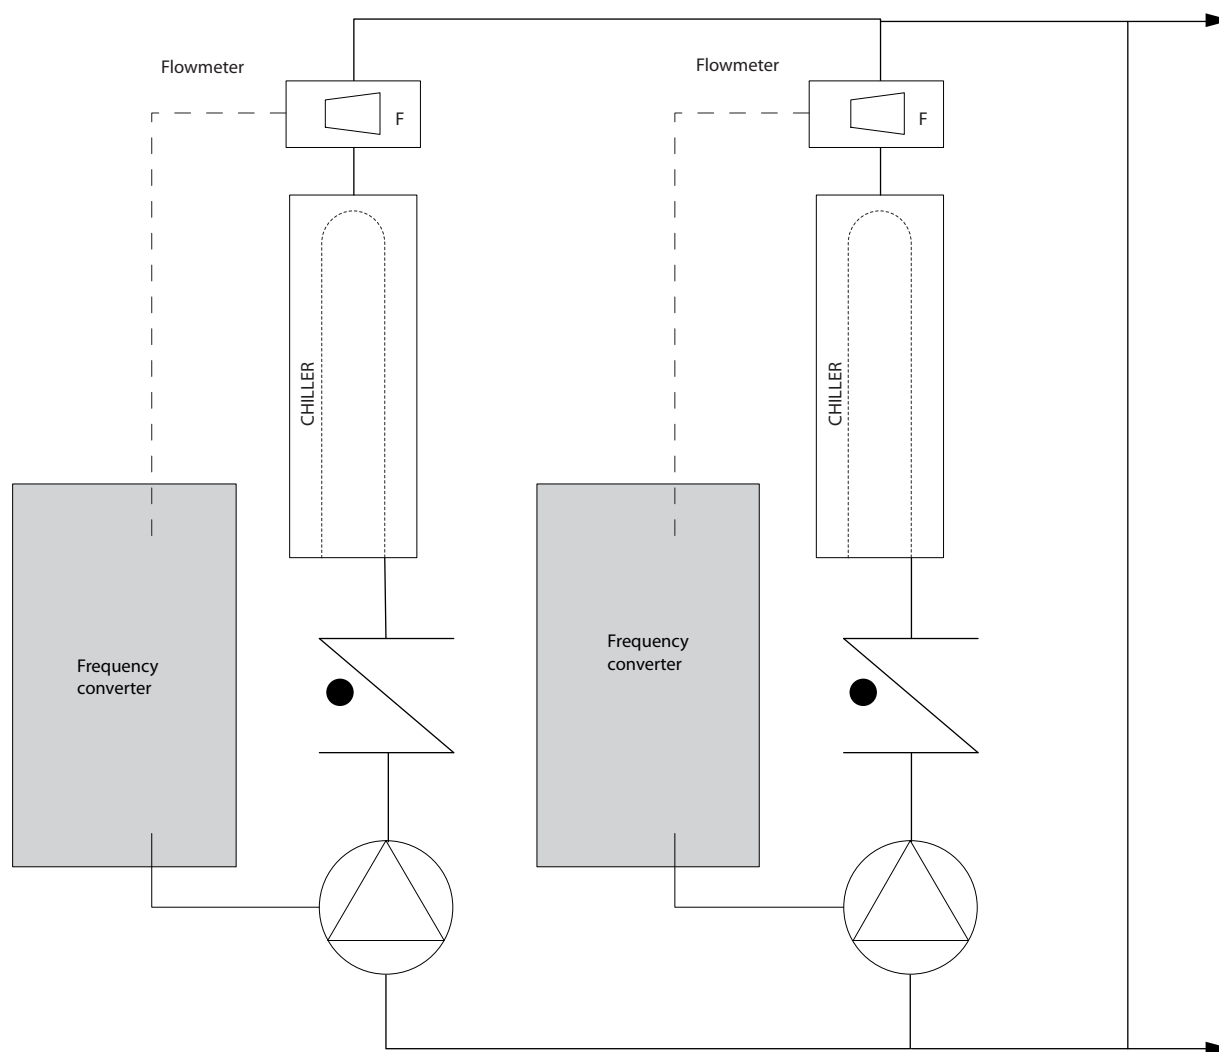 Flowmeter
Flowmeter
F
F
CHILLER
CHILLER
Frequency
converter
Frequency
converter